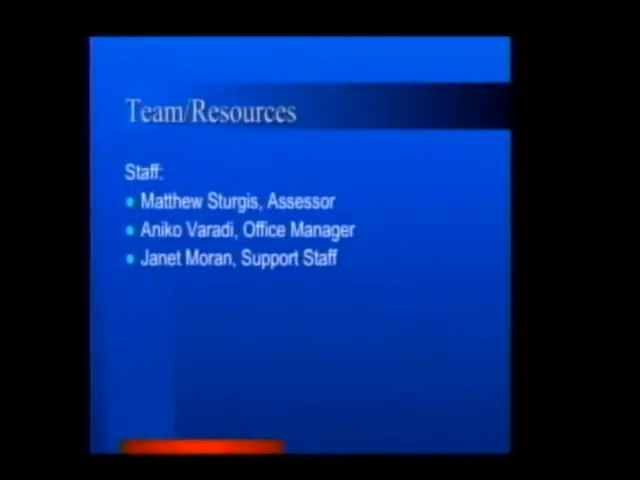 Team/Resources
Staff:
Matthew Sturgis, Assessor
Aniko Varadi, Office Manager
Janet Moran, Support Staff